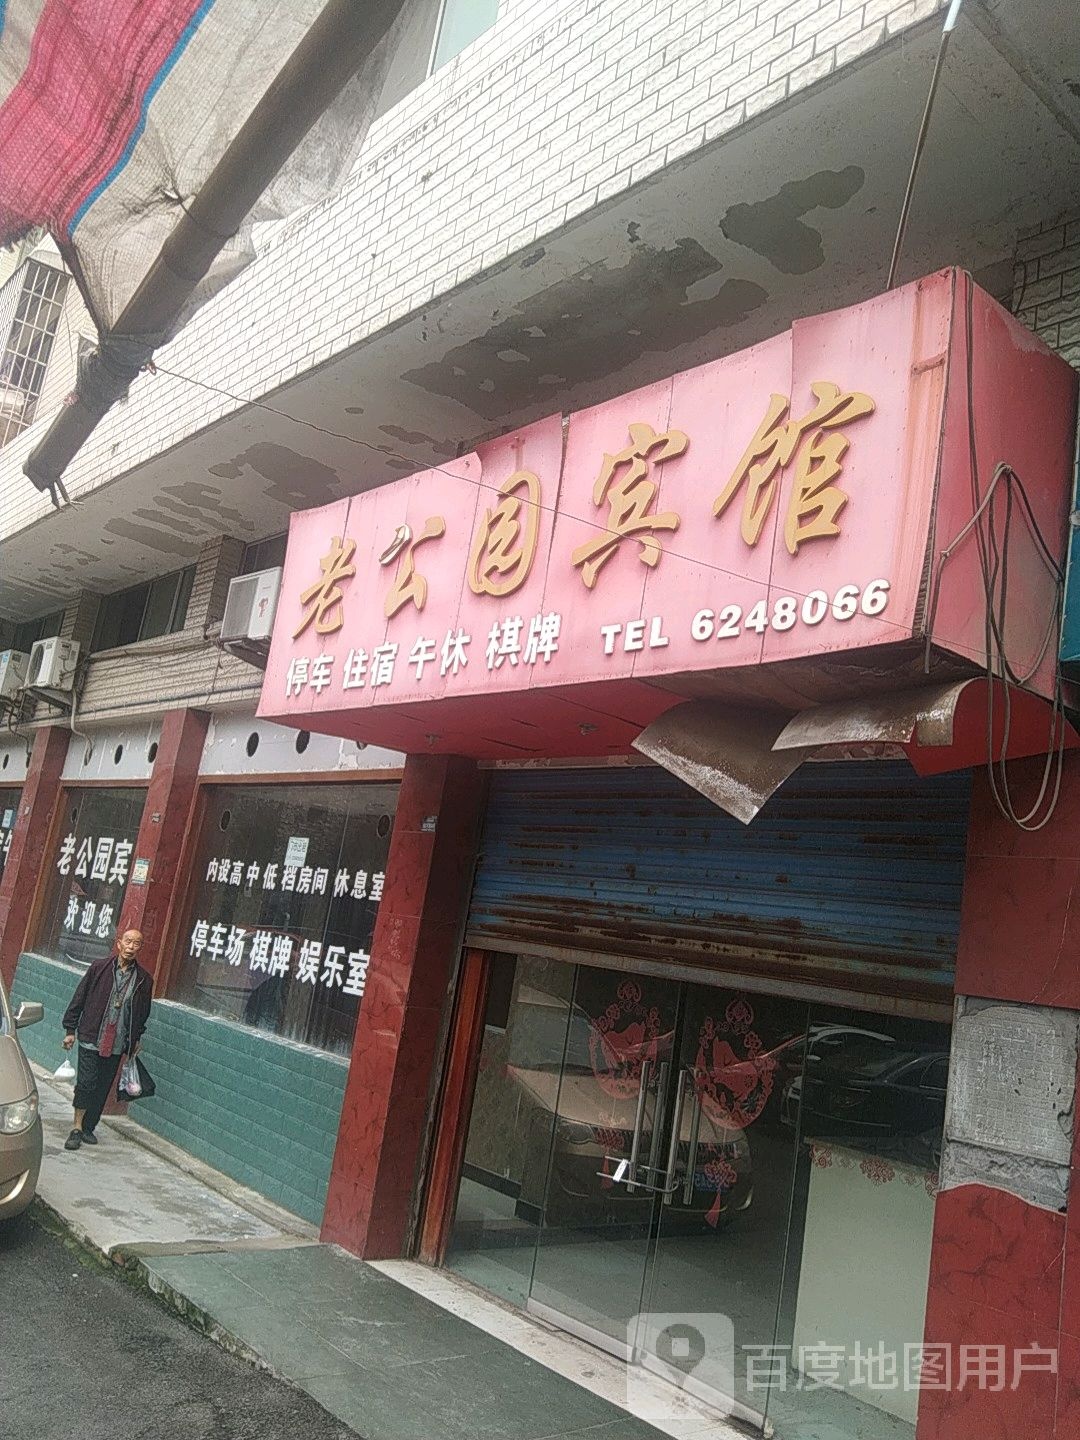 老公园宾馆
停车 住宿 午休 棋牌 TEL 6248066
老公园宾
欢迎您
内设高中低档房间 休息室
停车场 棋牌 娱乐室
百度地图用户